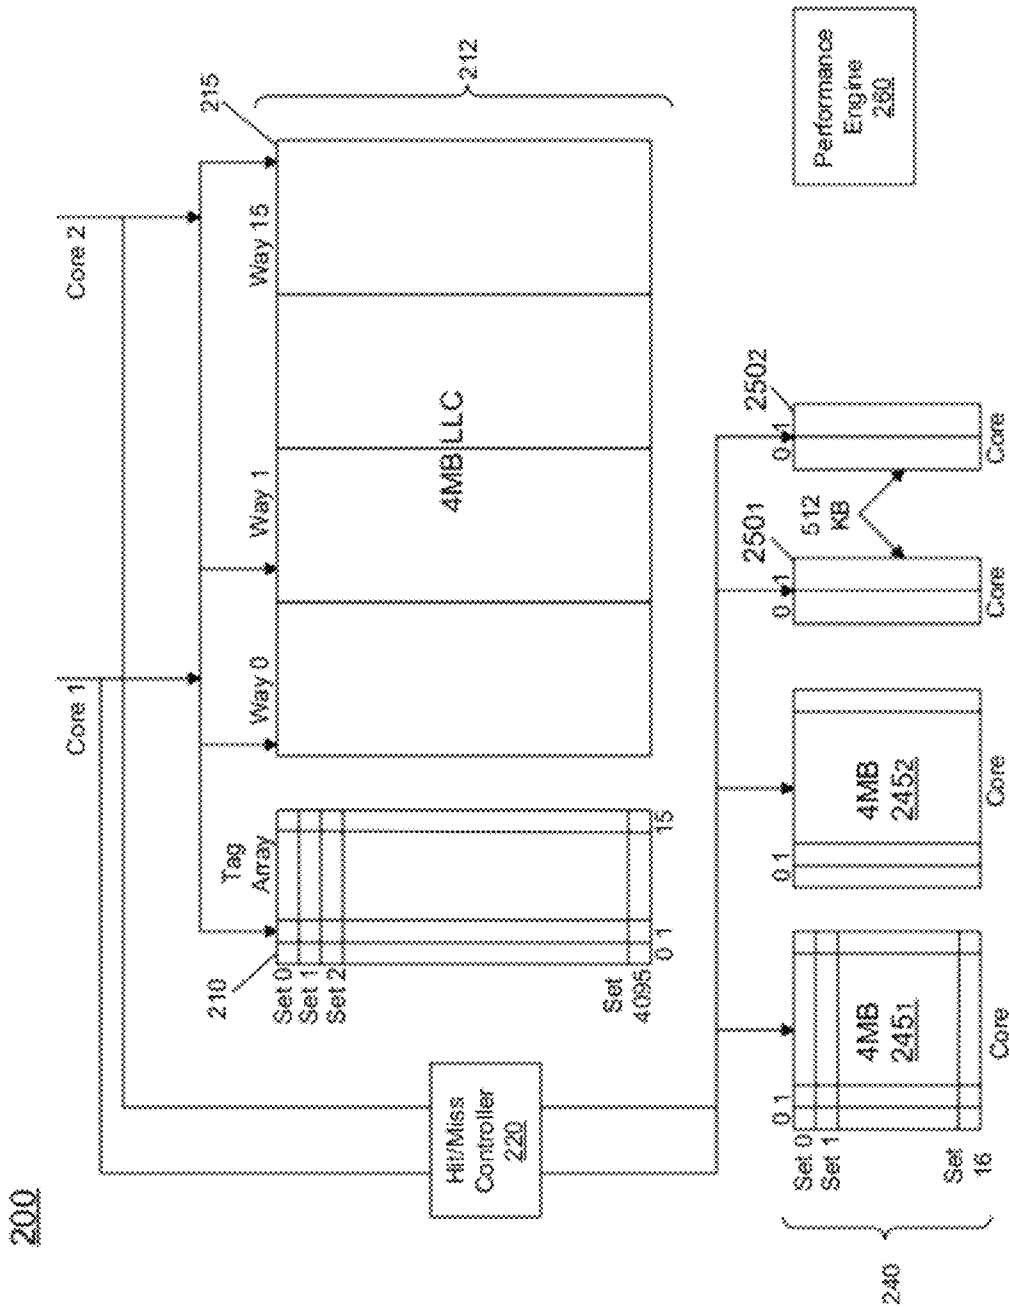 200
Core 1
Core 2
215
Way 0
Way 1
Way 15
Tag
Array
210
Set 0
Set 1
Set 2
Set
4095
0 1
15
4MB LLC
212
Hit/Miss
Controller
220
240
Set 0
Set 1
Set
16
0 1
4MB
2451
Core
0 1
4MB
2452
Core
2501
0 1
Core
512
KB
2502
0 1
Core
Performance
Engine
260